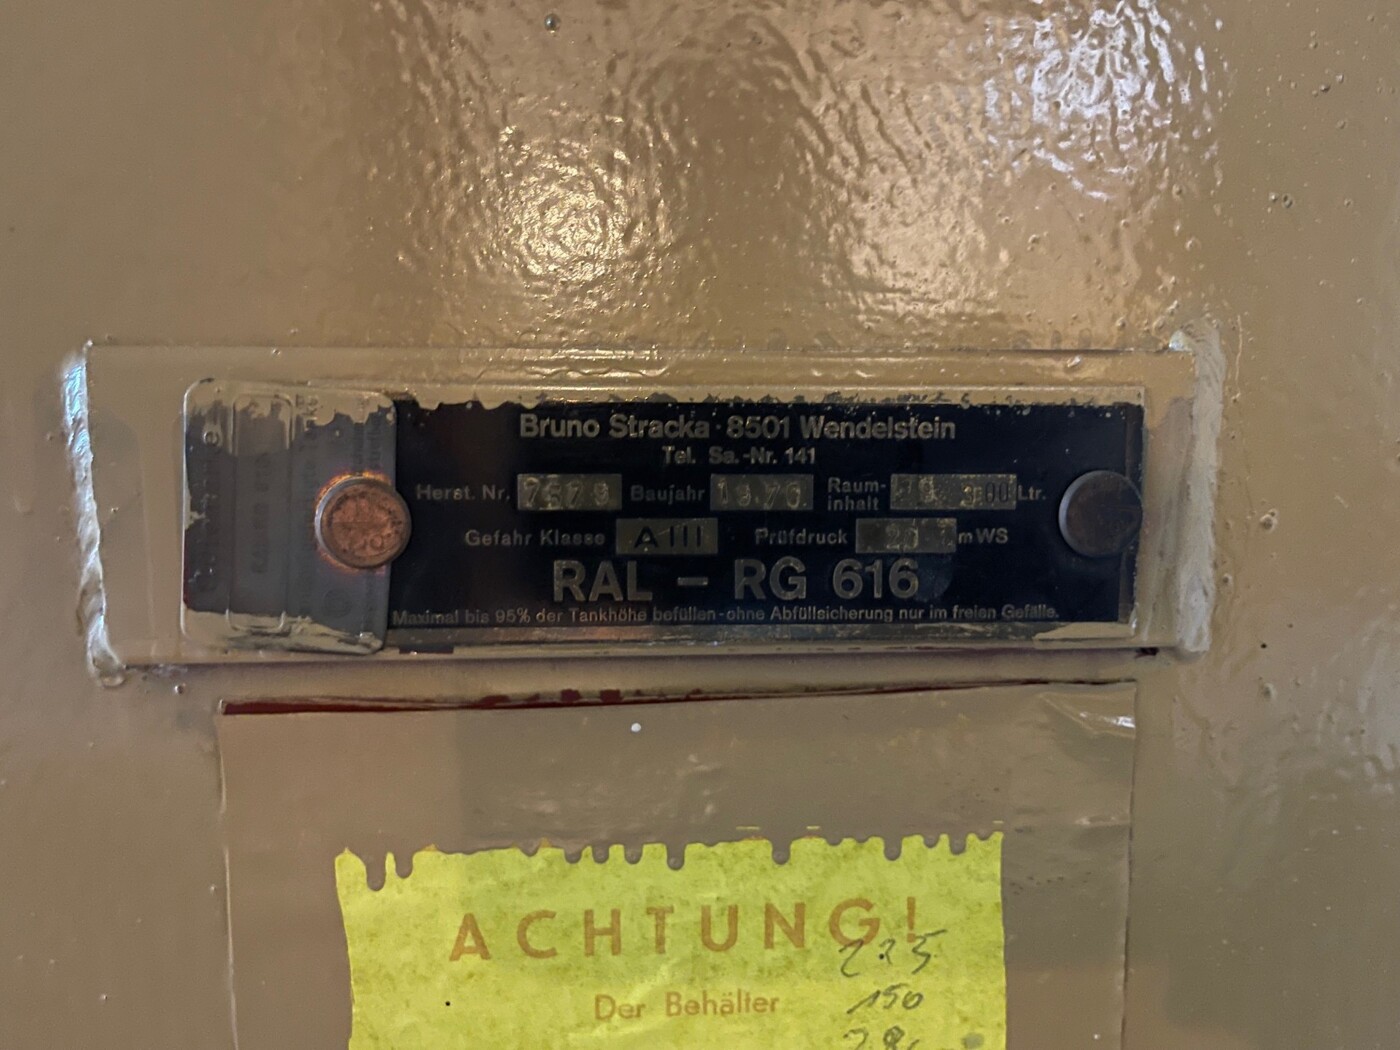 Bruno Stracka · 8501 Wendelstein
Tel. Sa.-Nr. 141
Herst. Nr. Baujahr 1970 Raum-
inhalt Ltr.
Gefahr Klasse A III Prüfdruck mWS
RAL – RG 616
Maximal bis 95% der Tankhöhe befüllen-ohne Abfüllsicherung nur im freien Gefälle.
ACHTUNG!
Der Behälter
150